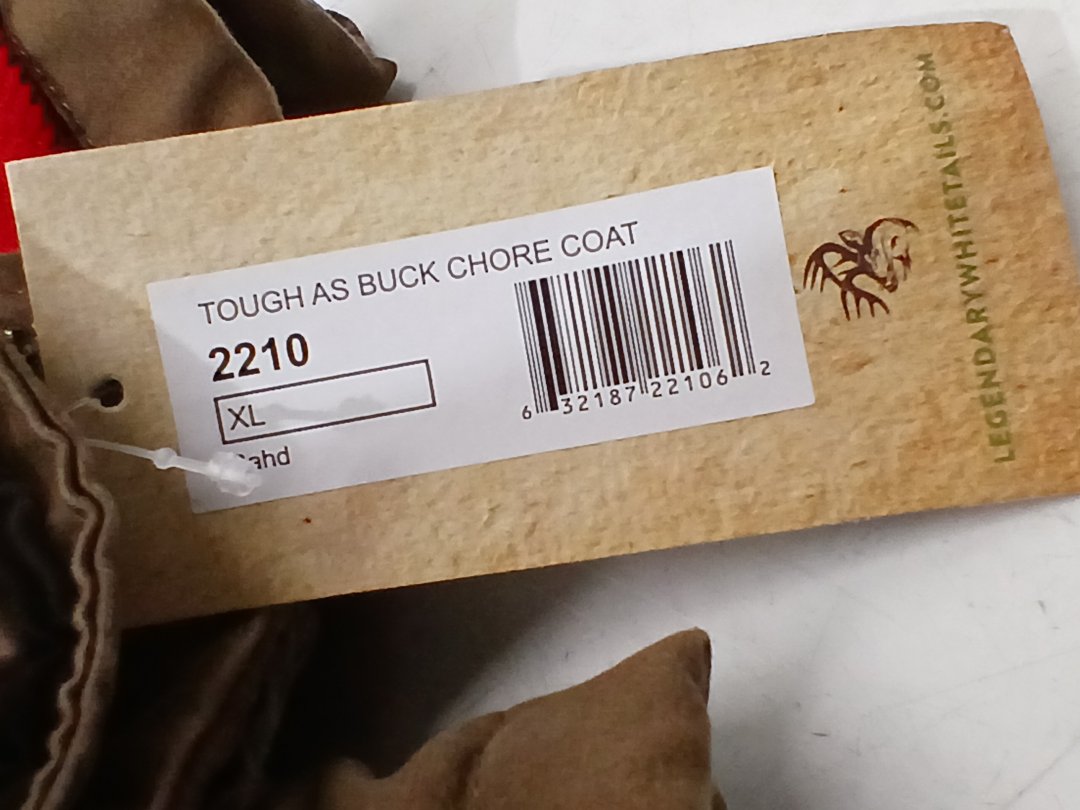 TOUGH AS BUCK CHORE COAT
2210
XL
6 32187 22106 2
LEGENDARYWHITETAILS.COM